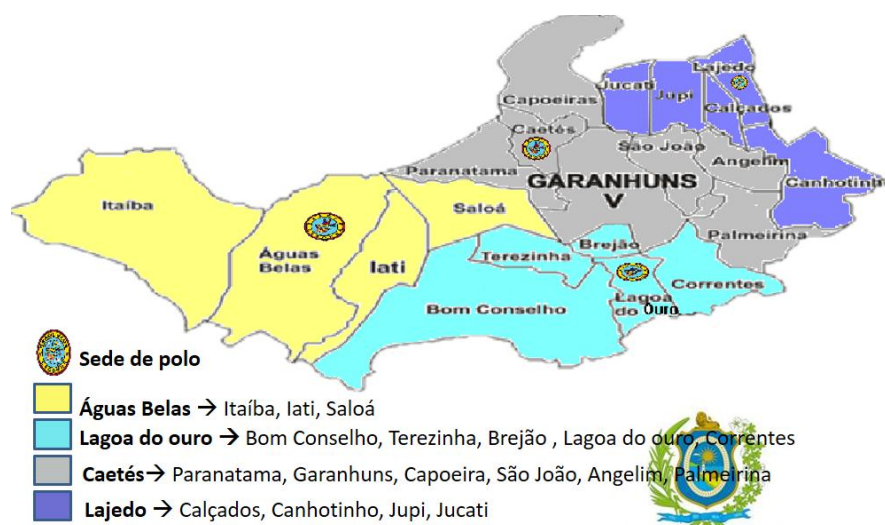 Lajedo
Jucati
Jupi
Capoeiras
Calçados
Caetés
São João
Angelim
Paranatama
Canhotinh
GARANHUNS
V
Itaíba
Saloá
Palmeirina
Águas
Belas
Iati
Brejão
Terezinha
Correntes
Bom Conselho
Lagoa
do Ouro
Sede de polo
Águas Belas → Itaíba, Iati, Saloá
Lagoa do ouro → Bom Conselho, Terezinha, Brejão , Lagoa do ouro, Correntes
Caetés→ Paranatama, Garanhuns, Capoeira, São João, Angelim, Palmeirina
Lajedo → Calçados, Canhotinho, Jupi, Jucati